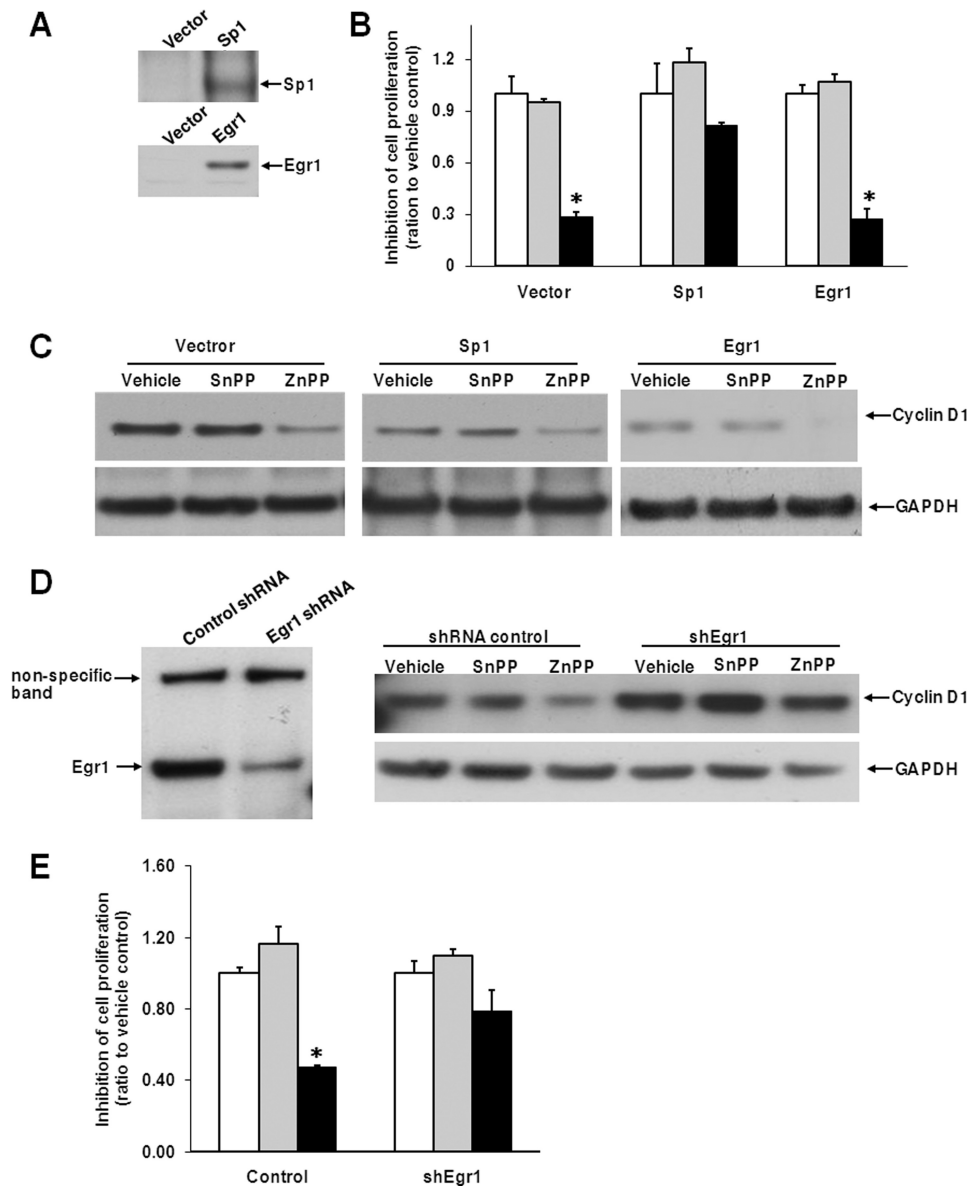 A
Vector Sp1
Sp1
Vector Egr1
Egr1
B
Inhibition of cell proliferation
(ration to vehicle control)
1.2
0.9
0.6
0.3
0
*
*
Vector Sp1 Egr1
C
Vectror Sp1 Egr1
Vehicle SnPP ZnPP Vehicle SnPP ZnPP Vehicle SnPP ZnPP
Cyclin D1
GAPDH
D
Control shRNA
Egr1 shRNA
non-specific
band
Egr1
shRNA control shEgr1
Vehicle SnPP ZnPP Vehicle SnPP ZnPP
Cyclin D1
GAPDH
E
Inhibition of cell proliferation
(ratio to vehicle control)
1.60
1.20
0.80
0.40
0.00
*
Control shEgr1